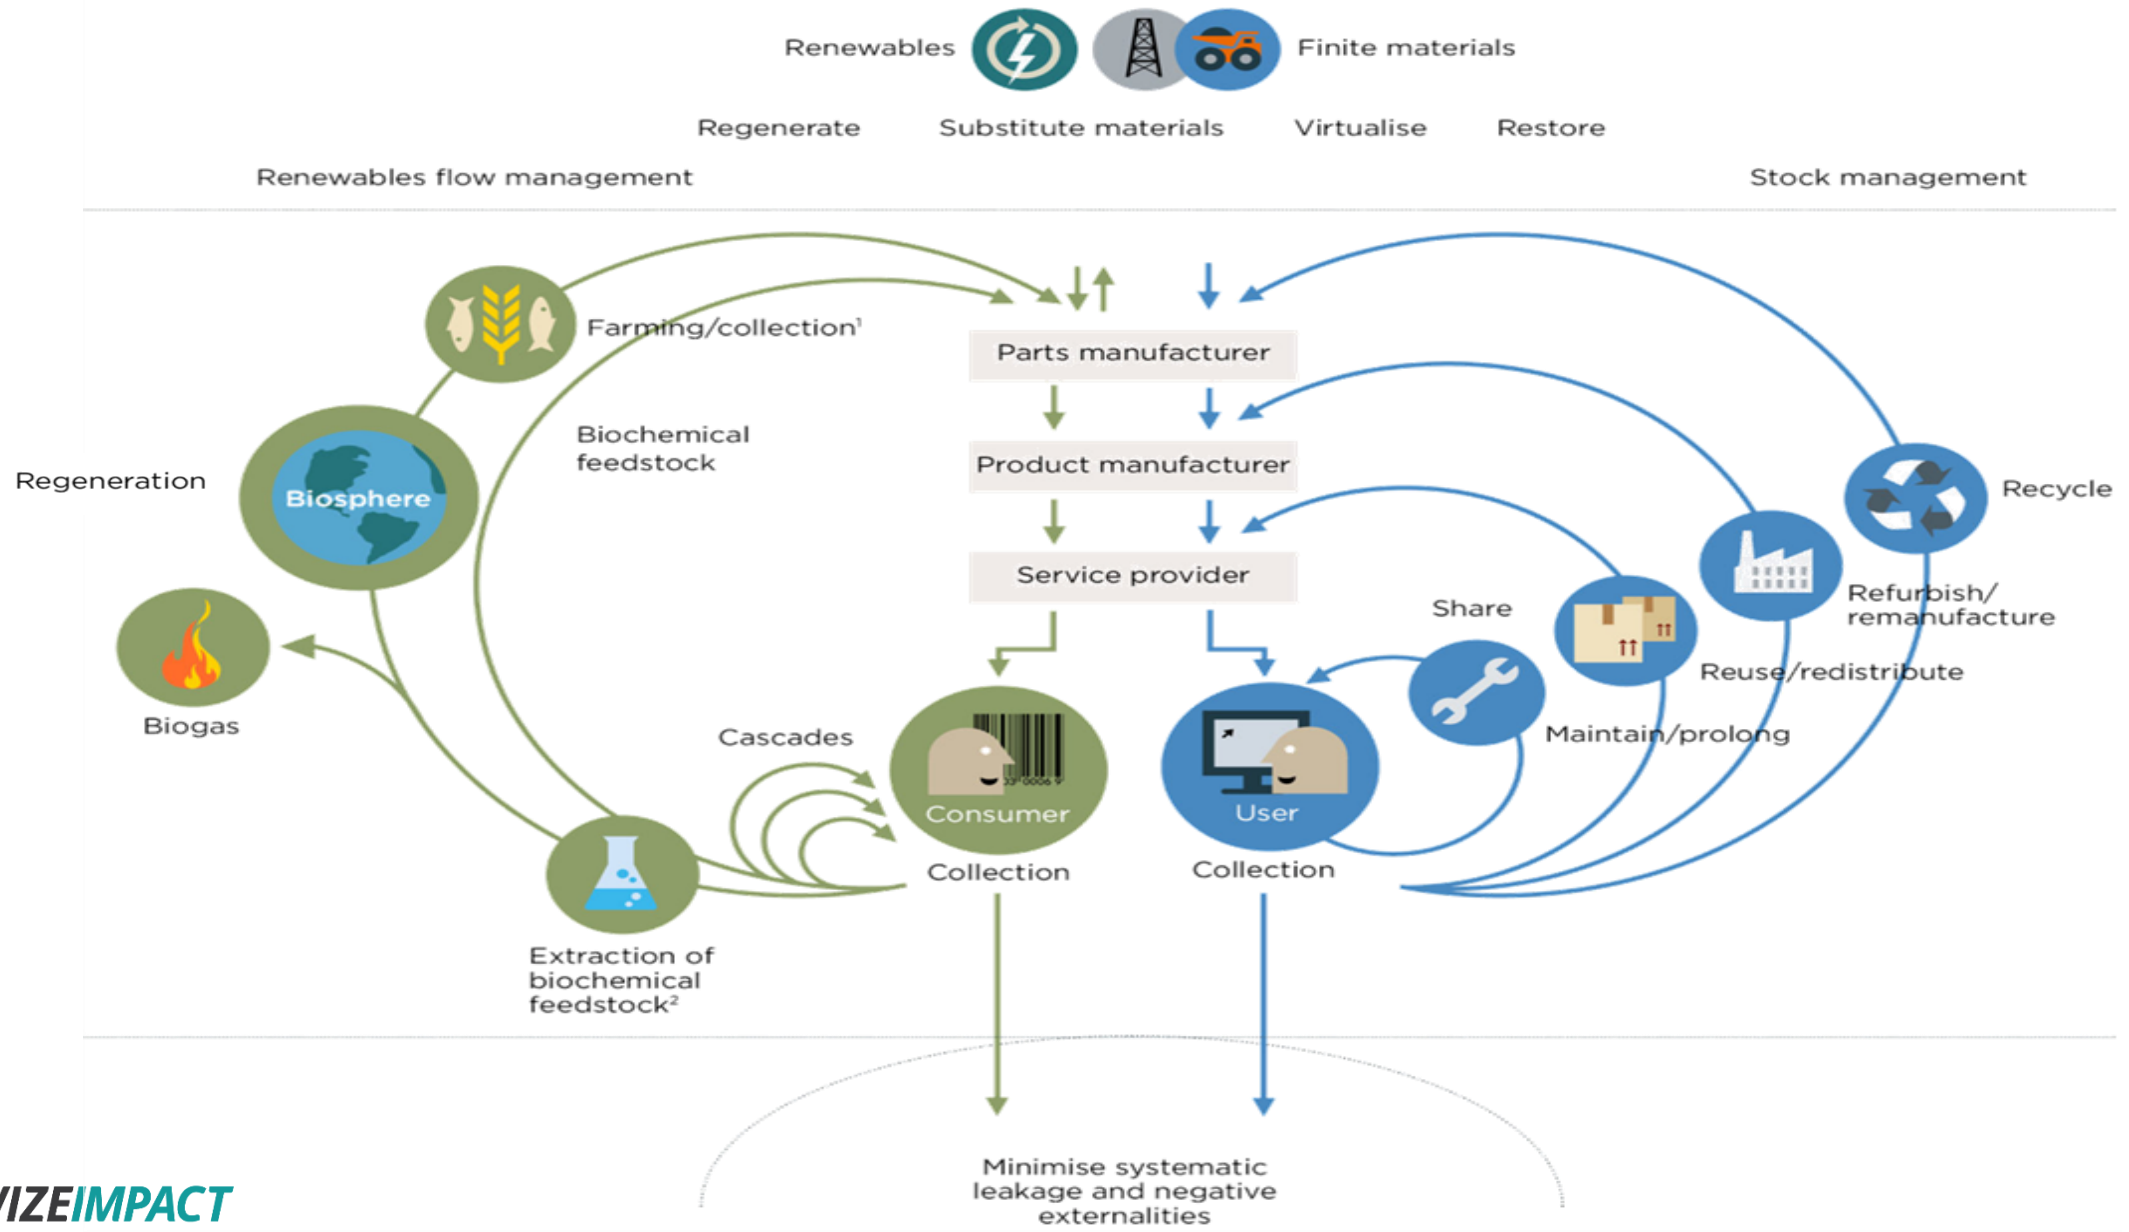 Renewables
Finite materials
Regenerate
Substitute materials
Virtualise
Restore
Renewables flow management
Stock management
Farming/collection¹
Parts manufacturer
Biochemical
feedstock
Product manufacturer
Regeneration
Biosphere
Recycle
Service provider
Share
Refurbish/
remanufacture
Reuse/redistribute
Biogas
Cascades
Maintain/prolong
Consumer
User
Collection
Collection
Extraction of
biochemical
feedstock²
Minimise systematic
leakage and negative
externalities
IZEIMPACT